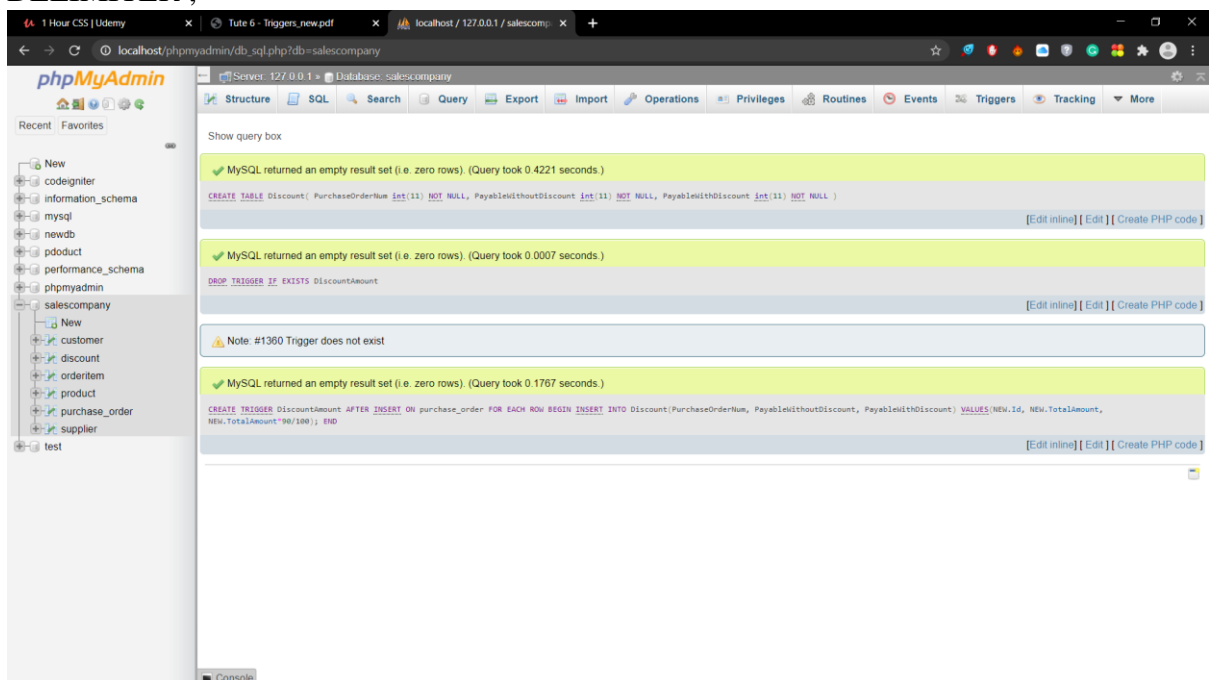 DELIMITER ;
1 Hour CSS | Udemy
Tute 6 - Triggers_new.pdf
localhost / 127.0.0.1 / salescomp
localhost/phpmyadmin/db_sql.php?db=salescompany
phpMyAdmin
Recent Favorites
New
codeigniter
information_schema
mysql
newdb
pdoduct
performance_schema
phpmyadmin
salescompany
New
customer
discount
orderitem
product
purchase_order
supplier
test
Server: 127.0.0.1 » Database: salescompany
Structure SQL Search Query Export Import Operations Privileges Routines Events Triggers Tracking More
Show query box
MySQL returned an empty result set (i.e. zero rows). (Query took 0.4221 seconds.)
CREATE TABLE Discount( PurchaseOrderNum int(11) NOT NULL, PayableWithoutDiscount int(11) NOT NULL, PayableWithDiscount int(11) NOT NULL )
[Edit inline] [ Edit ] [ Create PHP code ]
MySQL returned an empty result set (i.e. zero rows). (Query took 0.0007 seconds.)
DROP TRIGGER IF EXISTS DiscountAmount
[Edit inline] [ Edit ] [ Create PHP code ]
Note: #1360 Trigger does not exist
MySQL returned an empty result set (i.e. zero rows). (Query took 0.1767 seconds.)
CREATE TRIGGER DiscountAmount AFTER INSERT ON purchase_order FOR EACH ROW BEGIN INSERT INTO Discount(PurchaseOrderNum, PayableWithoutDiscount, PayableWithDiscount) VALUES(NEW.Id, NEW.TotalAmount,
NEW.TotalAmount*90/100); END
[Edit inline] [ Edit ] [ Create PHP code ]
Console